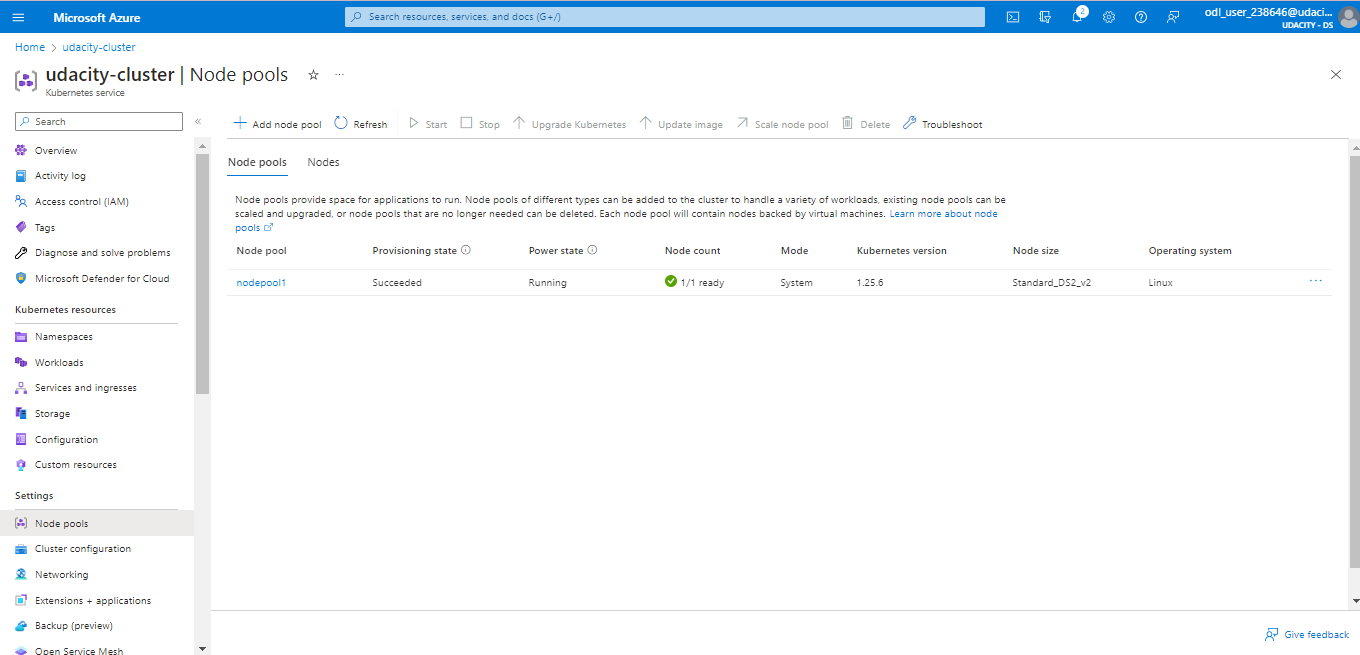 Microsoft Azure
Search resources, services, and docs (G+/)
2
odl_user_238646@udaci...
UDACITY - DS
Home > udacity-cluster
udacity-cluster | Node pools
Kubernetes service
Search
Add node pool Refresh Start Stop Upgrade Kubernetes Update image Scale node pool Delete Troubleshoot
Overview
Activity log
Access control (IAM)
Tags
Diagnose and solve problems
Microsoft Defender for Cloud
Kubernetes resources
Namespaces
Workloads
Services and ingresses
Storage
Configuration
Custom resources
Settings
Node pools
Cluster configuration
Networking
Extensions + applications
Backup (preview)
Open Service Mesh
Node pools Nodes
Node pools provide space for applications to run. Node pools of different types can be added to the cluster to handle a variety of workloads, existing node pools can be
scaled and upgraded, or node pools that are no longer needed can be deleted. Each node pool will contain nodes backed by virtual machines. Learn more about node
pools
Node pool Provisioning state Power state Node count Mode Kubernetes version Node size Operating system
nodepool1 Succeeded Running 1/1 ready System 1.25.6 Standard_DS2_v2 Linux
Give feedback